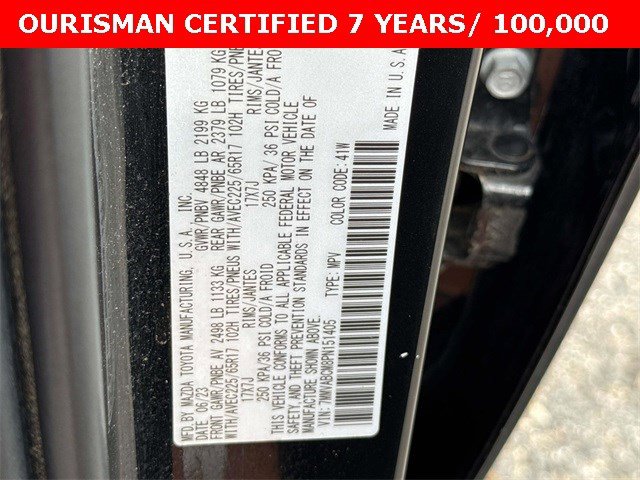 OURISMAN CERTIFIED 7 YEARS/ 100,000
MFD.BY MAZDA TOYOTA MANUFACTURING, U.S.A., INC.
DATE: 06/23 GVWR/PNBV 4848 LB 2199 KG
FRONT GAWR/PNBE AV 2498 LB 1133 KG REAR GAWR/PNBE AR 2379 LB 1079 KG
WITH/AVEC225/65R17 102H TIRES/PNEUS WITH/AVEC225/65R17 102H TIRES/PNE
17X7J RIMS/JANTES 17X7J RIMS/JANTES
250 KPA/36 PSI COLD/A FROID 250 KPA/ 36 PSI COLD/A FRO
THIS VEHICLE CONFORMS TO ALL APPLICABLE FEDERAL MOTOR VEHICLE
SAFETY, AND THEFT PREVENTION STANDARDS IN EFFECT ON THE DATE OF
MANUFACTURE SHOWN ABOVE.
VIN: 7MMVABCM8PN151405 TYPE: MPV COLOR CODE: 41W
MADE IN U.S.A